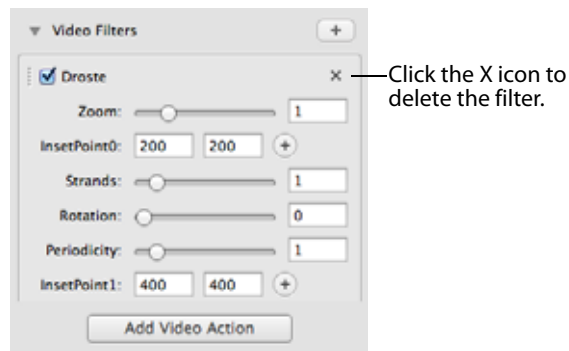 Video Filters +
Droste ×
Click the X icon to
delete the filter.
Zoom: 1
InsetPoint0: 200 200 +
Strands: 1
Rotation: 0
Periodicity: 1
InsetPoint1: 400 400 +
Add Video Action